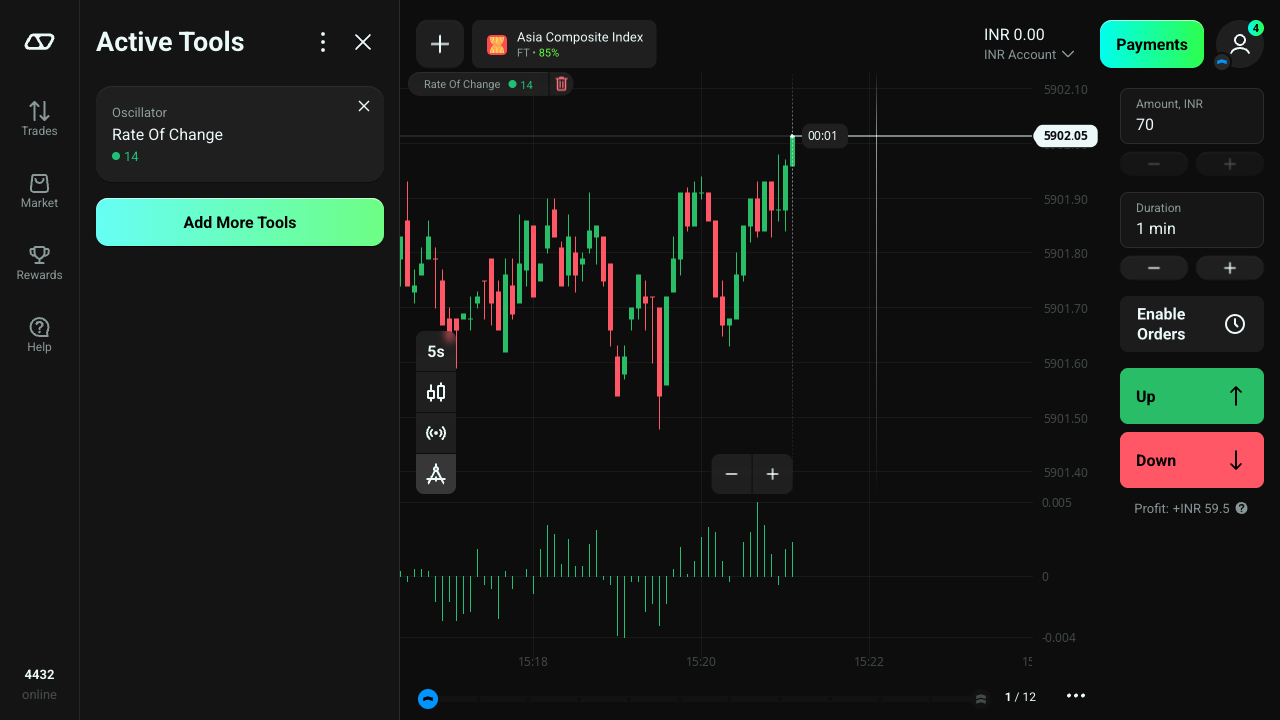 Active Tools
Oscillator
Rate Of Change
14
Add More Tools
Trades
Market
Rewards
Help
4432
online
Asia Composite Index
FT • 85%
INR 0.00
INR Account
Payments
4
Rate Of Change 14
00:01
5902.10
5902.05
5901.90
5901.80
5901.70
5901.60
5901.50
5901.40
0.005
0
-0.004
5s
15:18
15:20
15:22
1 / 12
Amount, INR
70
Duration
1 min
Enable
Orders
Up
Down
Profit: +INR 59.5